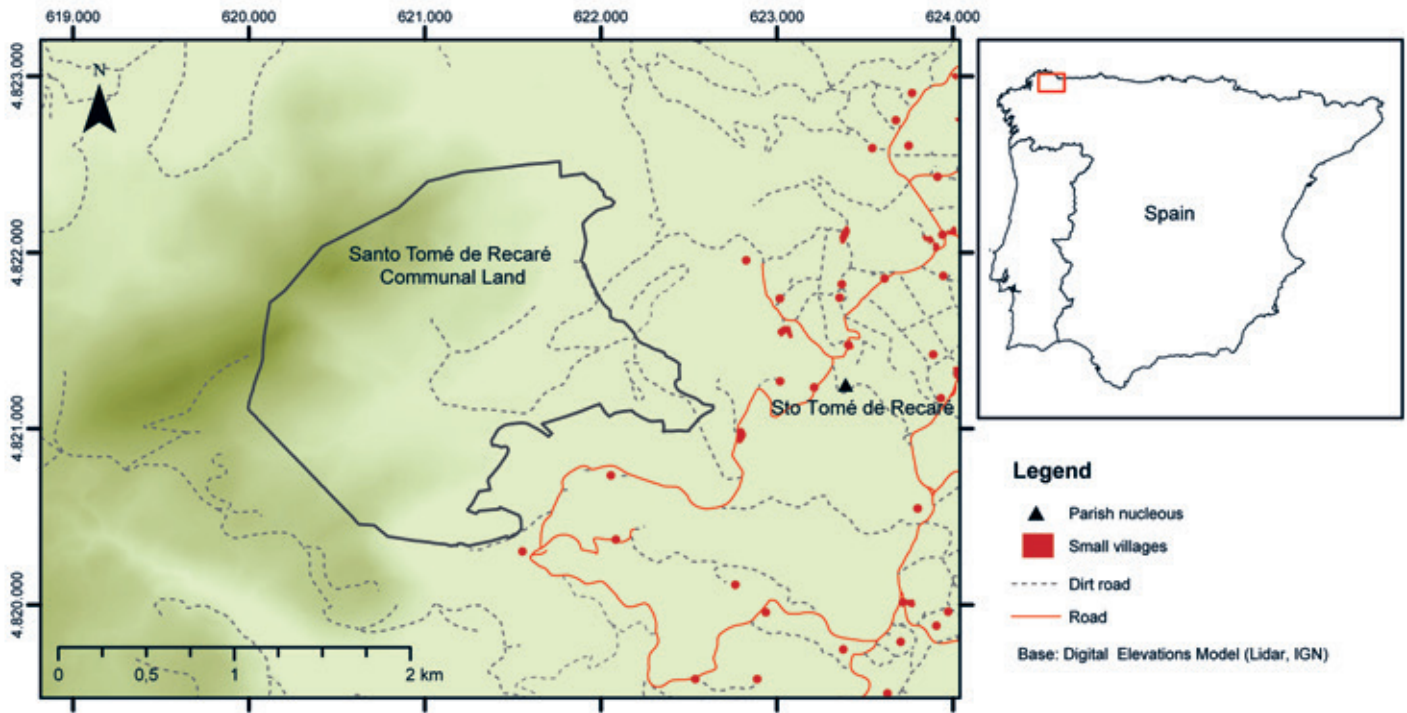 619.000 620.000 621.000 622.000 623.000 624.000
4.823.000
4.822.000
4.821.000
4.820.000
N
Santo Tomé de Recaré
Communal Land
Sto Tomé de Recaré
0 0,5 1 2 km
Spain
Legend
Parish nucleous
Small villages
Dirt road
Road
Base: Digital Elevations Model (Lidar, IGN)